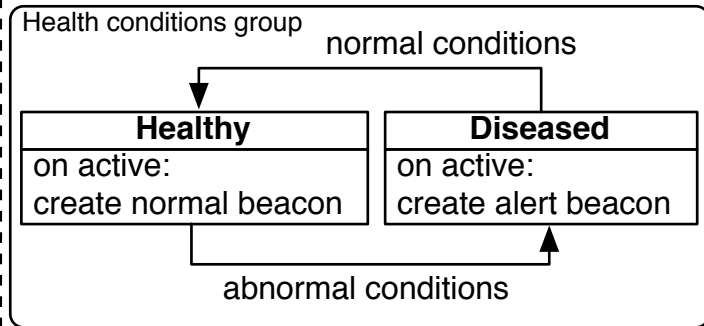 Health conditions group
normal conditions
Healthy
on active:
create normal beacon
Diseased
on active:
create alert beacon
abnormal conditions